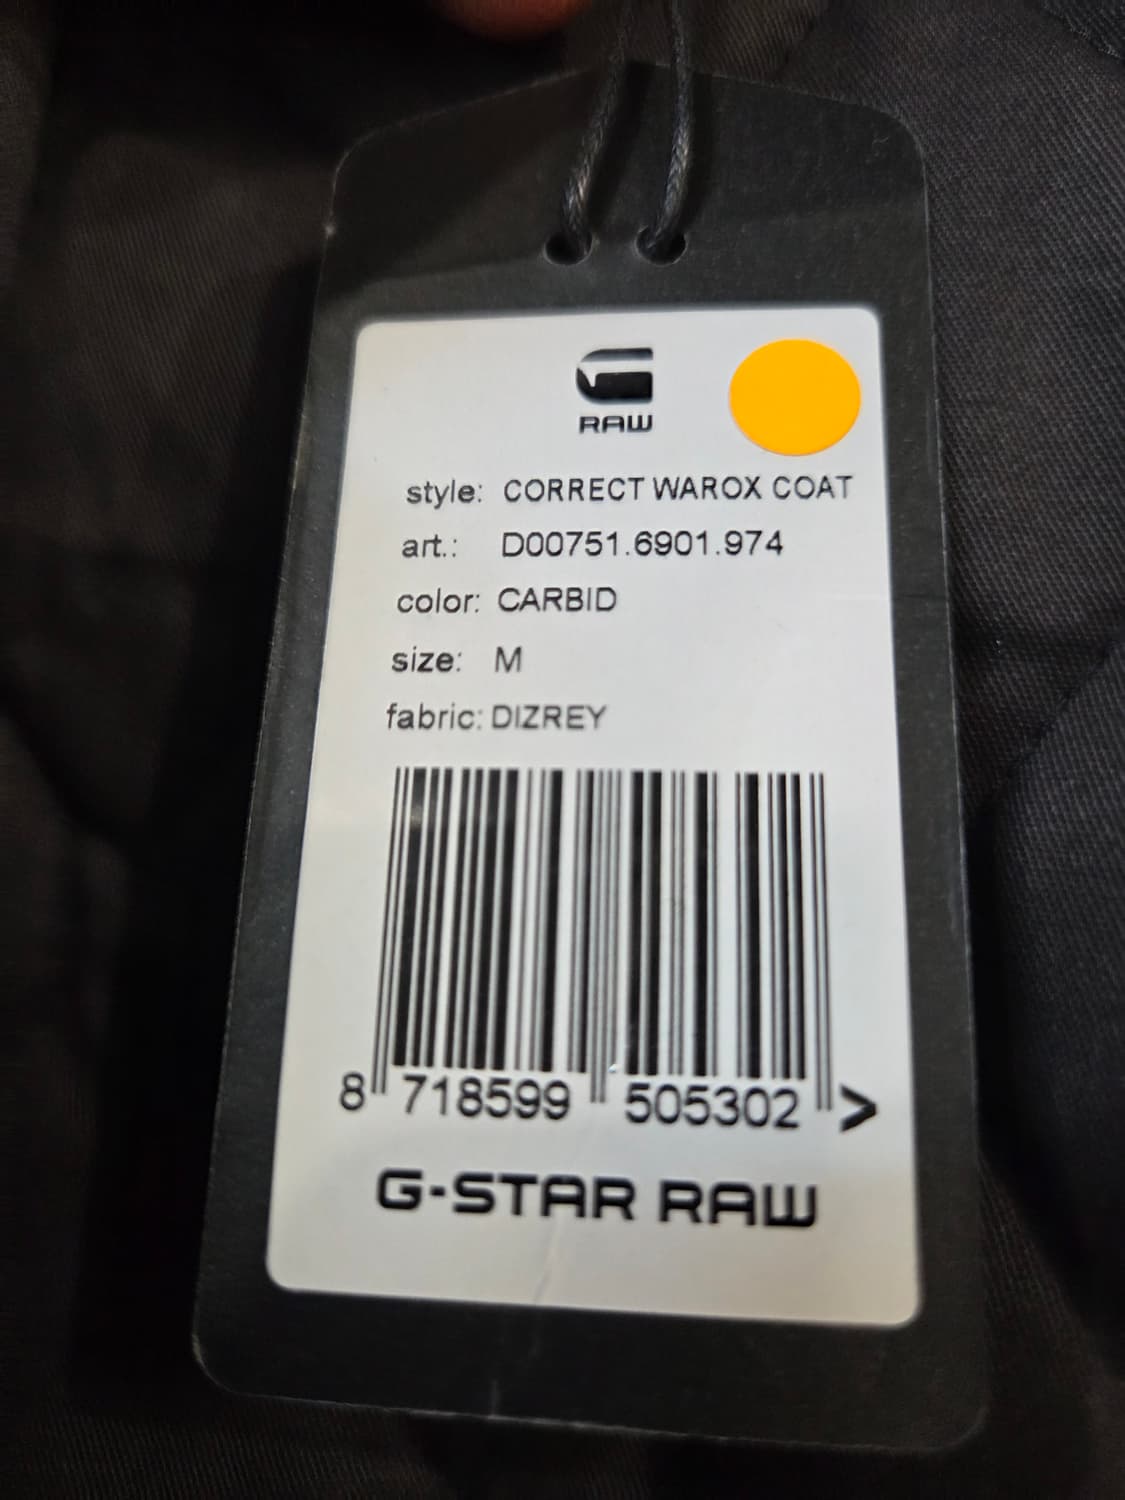 RAW
style: CORRECT WAROX COAT
art.: D00751.6901.974
color: CARBID
size: M
fabric: DIZREY
8 718599 505302 >
G-STAR RAW